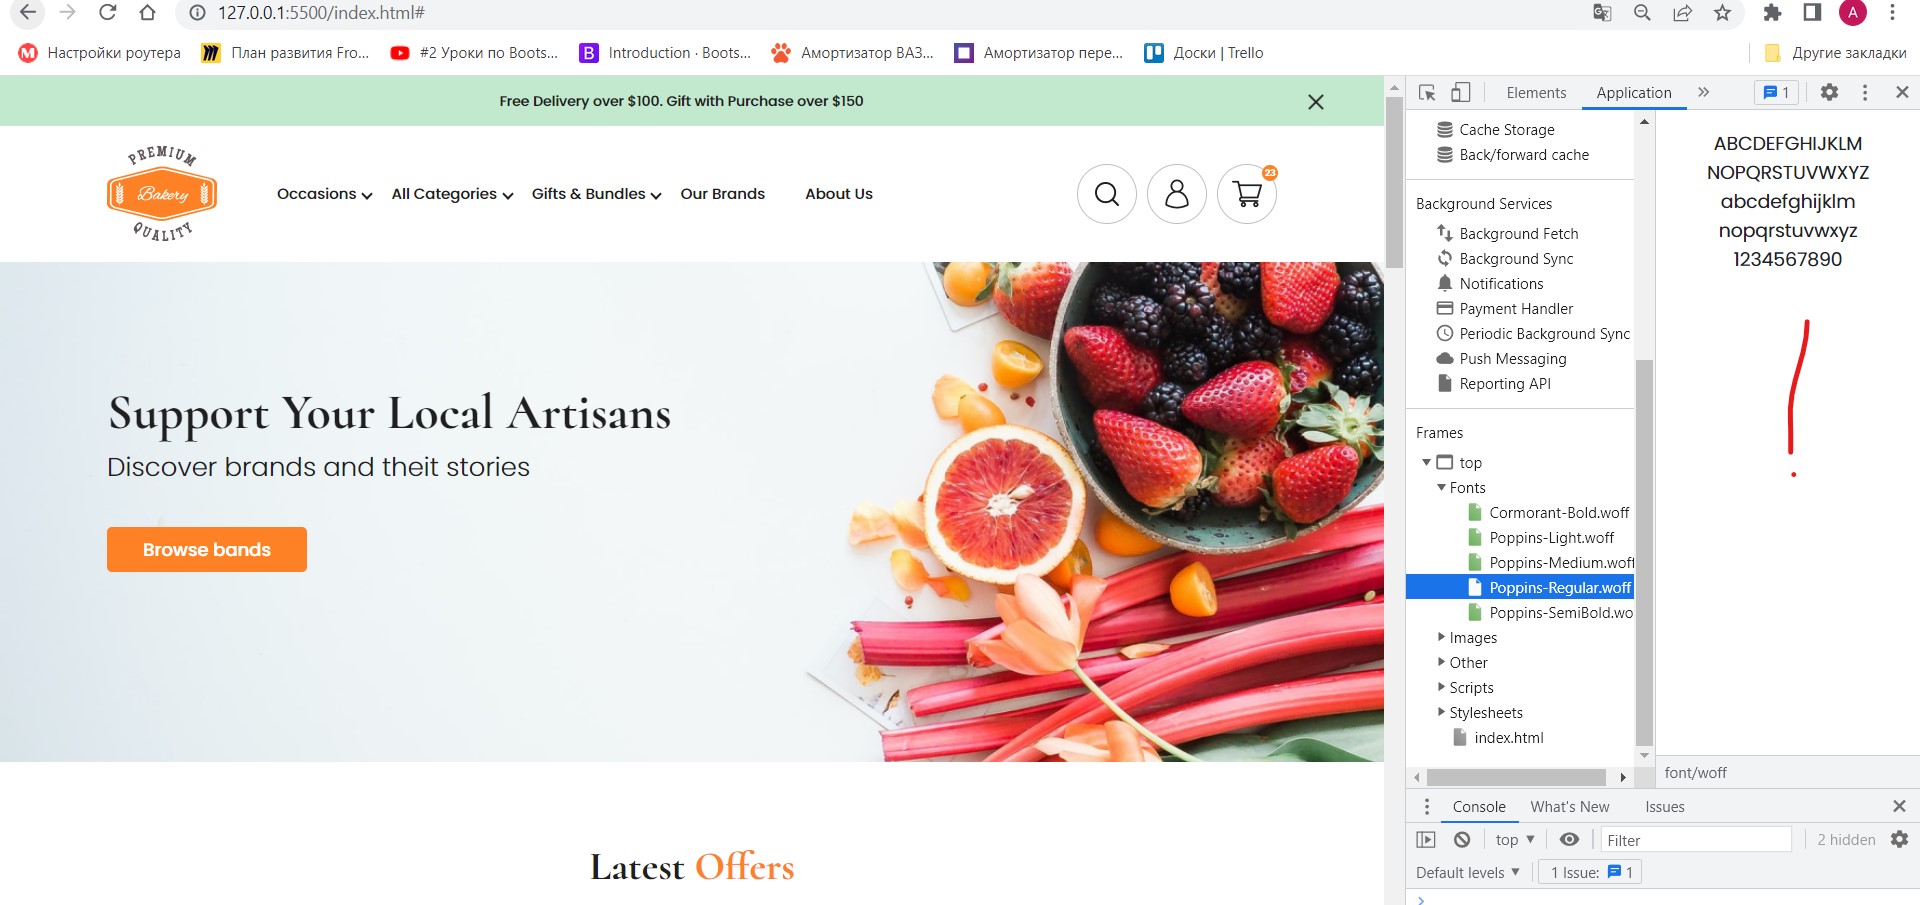 127.0.0.1:5500/index.html#
A
Настройки роутера
План развития Fro...
#2 Уроки по Boots...
B Introduction · Boots...
Амортизатор ВАЗ...
Амортизатор пере...
Доски | Trello
Другие закладки
Free Delivery over $100. Gift with Purchase over $150
PREMIUM
Bakery
QUALITY
Occasions
All Categories
Gifts & Bundles
Our Brands
About Us
23
Support Your Local Artisans
Discover brands and theit stories
Browse bands
Latest Offers
Elements
Application
1
Cache Storage
Back/forward cache
Background Services
Background Fetch
Background Sync
Notifications
Payment Handler
Periodic Background Sync
Push Messaging
Reporting API
Frames
top
Fonts
Cormorant-Bold.woff
Poppins-Light.woff
Poppins-Medium.woff
Poppins-Regular.woff
Poppins-SemiBold.wo
Images
Other
Scripts
Stylesheets
index.html
ABCDEFGHIJKLM
NOPQRSTUVWXYZ
abcdefghijklm
nopqrstuvwxyz
1234567890
!
font/woff
Console
What's New
Issues
top
Filter
2 hidden
Default levels
1 Issue: 1